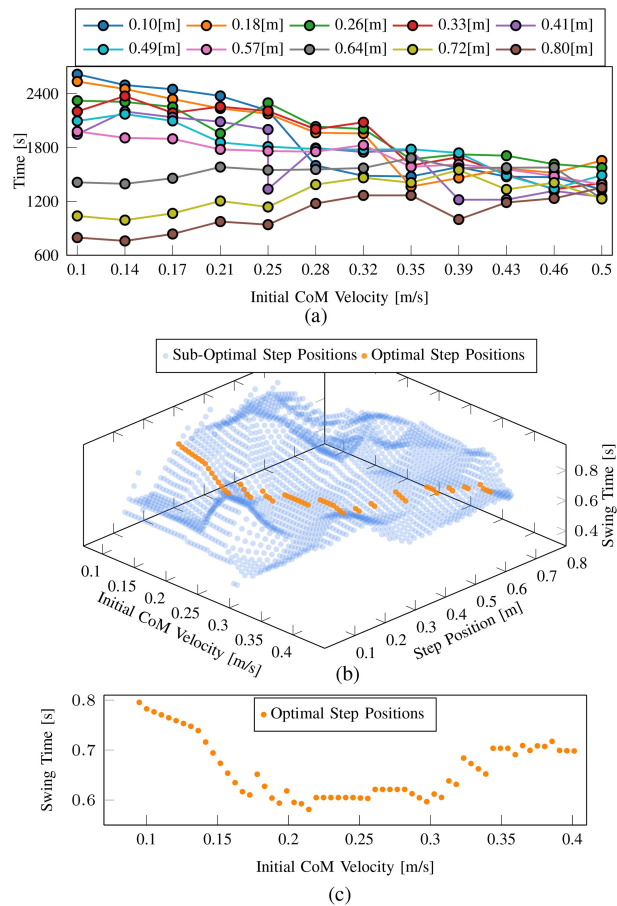 0.10[m] 0.18[m] 0.26[m] 0.33[m] 0.41[m]
0.49[m] 0.57[m] 0.64[m] 0.72[m] 0.80[m]
2400
1800
1200
600
Time [s]
0.1 0.14 0.17 0.21 0.25 0.28 0.32 0.35 0.39 0.43 0.46 0.5
Initial CoM Velocity [m/s]
(a)
Sub-Optimal Step Positions Optimal Step Positions
0.8
0.6
0.4
Swing Time [s]
0.1 0.15 0.2 0.25 0.3 0.35 0.4
Initial CoM Velocity [m/s]
0.1 0.2 0.3 0.4 0.5 0.6 0.7 0.8
Step Position [m]
(b)
0.8
0.7
0.6
Swing Time [s]
Optimal Step Positions
0.1 0.15 0.2 0.25 0.3 0.35 0.4
Initial CoM Velocity [m/s]
(c)